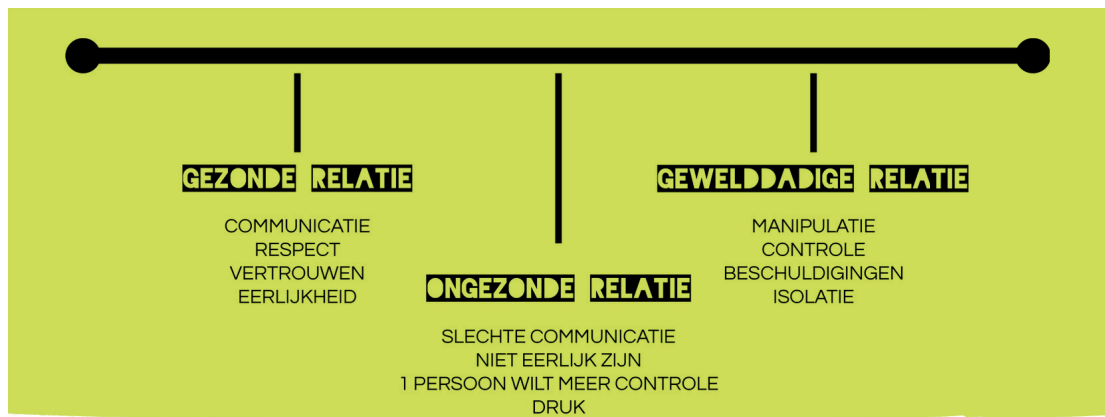 GEZONDE RELATIE
COMMUNICATIE
RESPECT
VERTROUWEN
EERLIJKHEID
ONGEZONDE RELATIE
SLECHTE COMMUNICATIE
NIET EERLIJK ZIJN
1 PERSOON WILT MEER CONTROLE
DRUK
GEWELDDADIGE RELATIE
MANIPULATIE
CONTROLE
BESCHULDIGINGEN
ISOLATIE